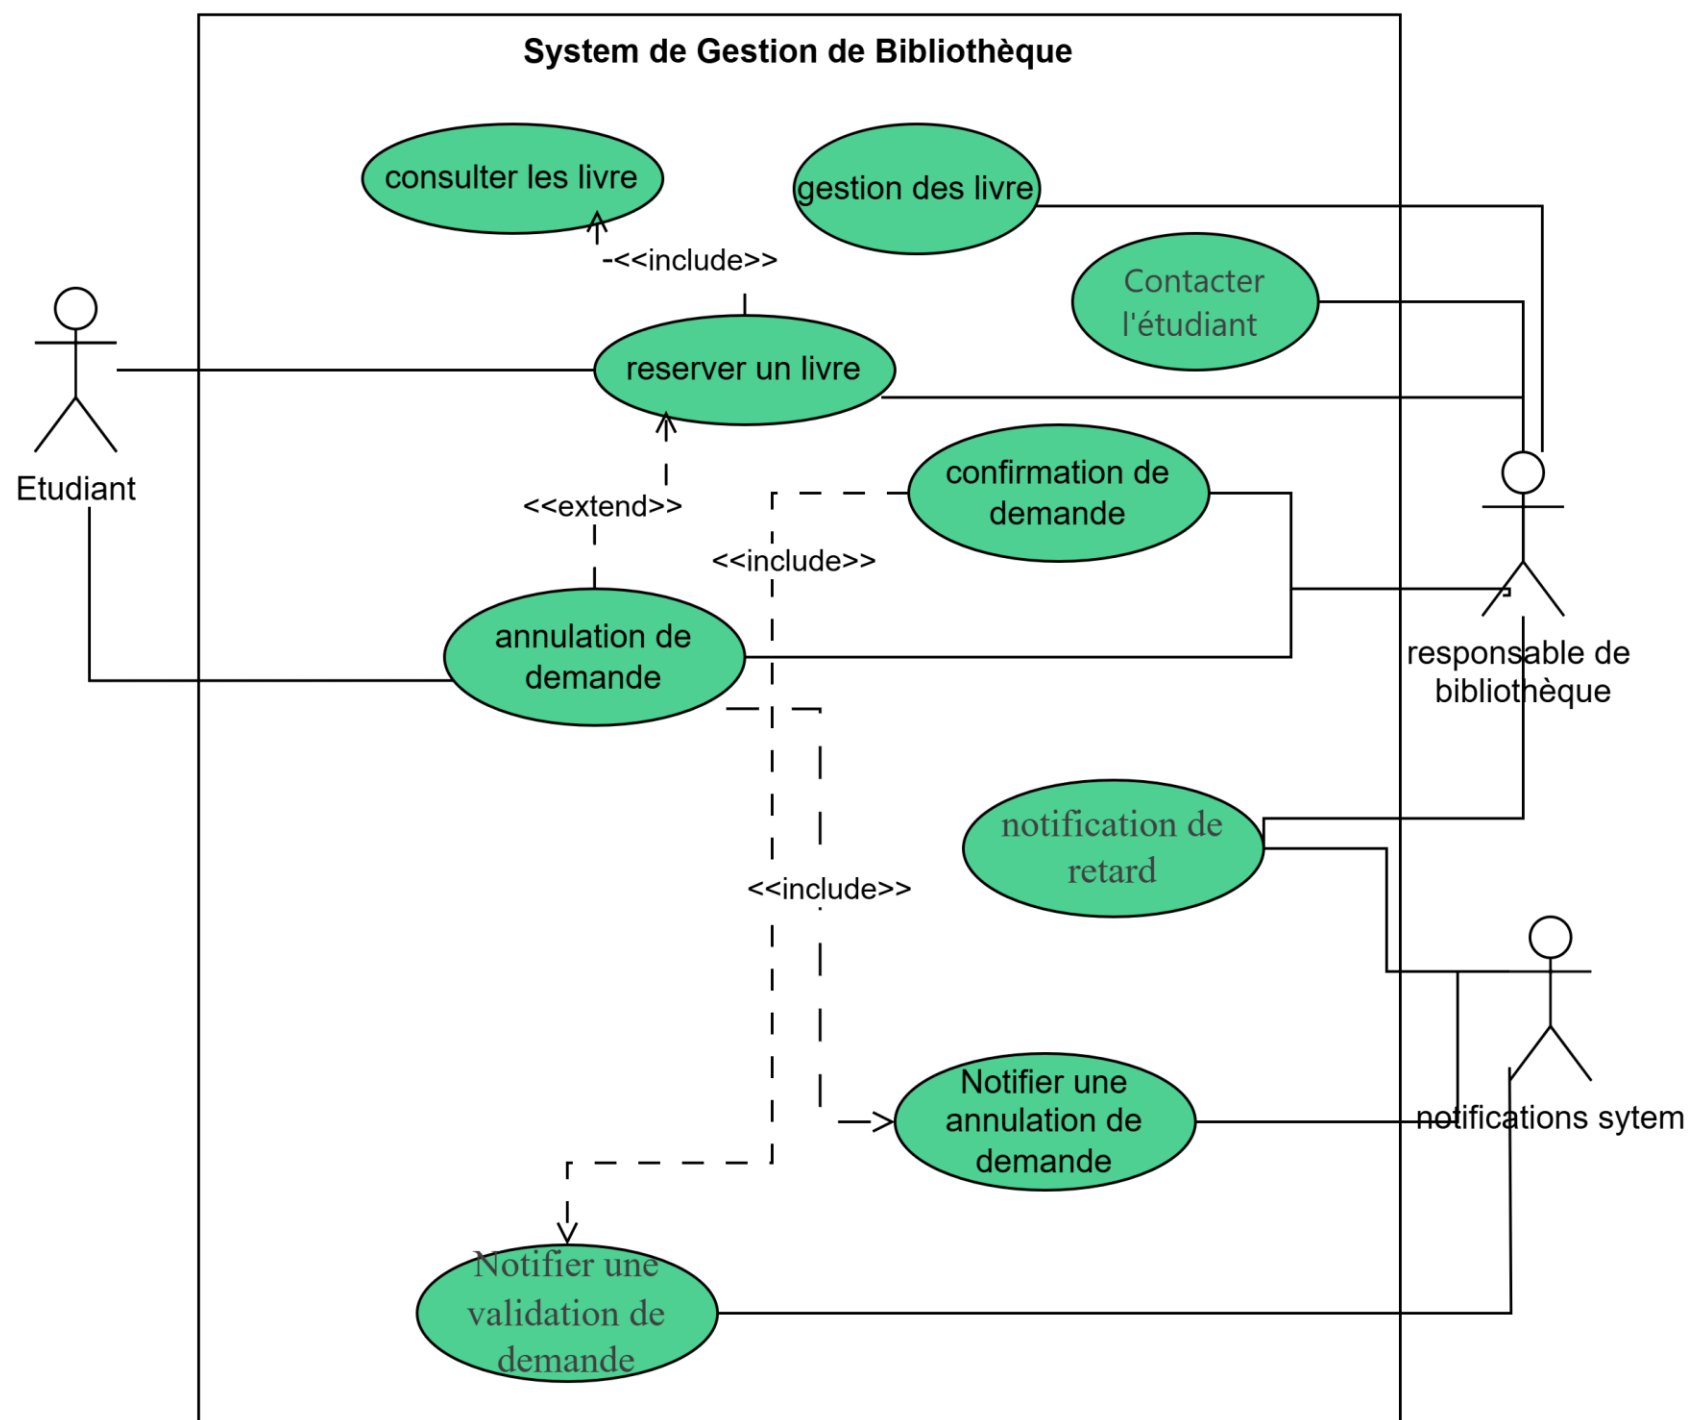 System de Gestion de Bibliothèque
consulter les livre
gestion des livre
-<<include>>
Contacter
l'étudiant
reserver un livre
Etudiant
<<extend>>
confirmation de
demande
<<include>>
annulation de
demande
responsable de
bibliothèque
notification de
retard
<<include>>
Notifier une
annulation de
demande
notifications sytem
Notifier une
validation de
demande